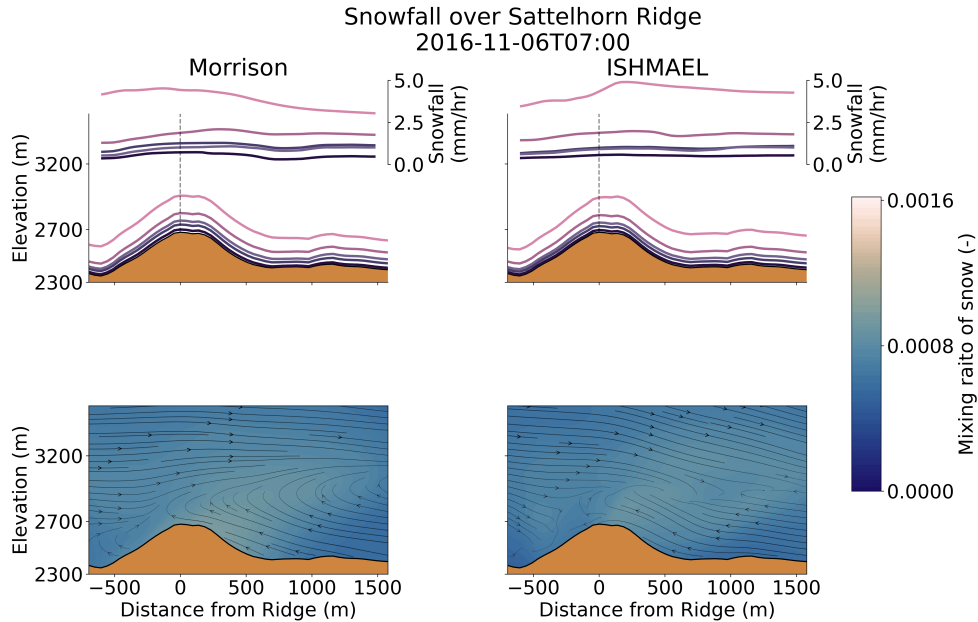 Snowfall over Sattelhorn Ridge
2016-11-06T07:00
Morrison
ISHMAEL
5.0
2.5
0.0
Snowfall
(mm/hr)
5.0
2.5
0.0
Snowfall
(mm/hr)
Elevation (m)
3200
2700
2300
0.0016
0.0008
0.0000
Mixing raito of snow (-)
Elevation (m)
3200
2700
2300
−500 0 500 1000 1500
Distance from Ridge (m)
−500 0 500 1000 1500
Distance from Ridge (m)